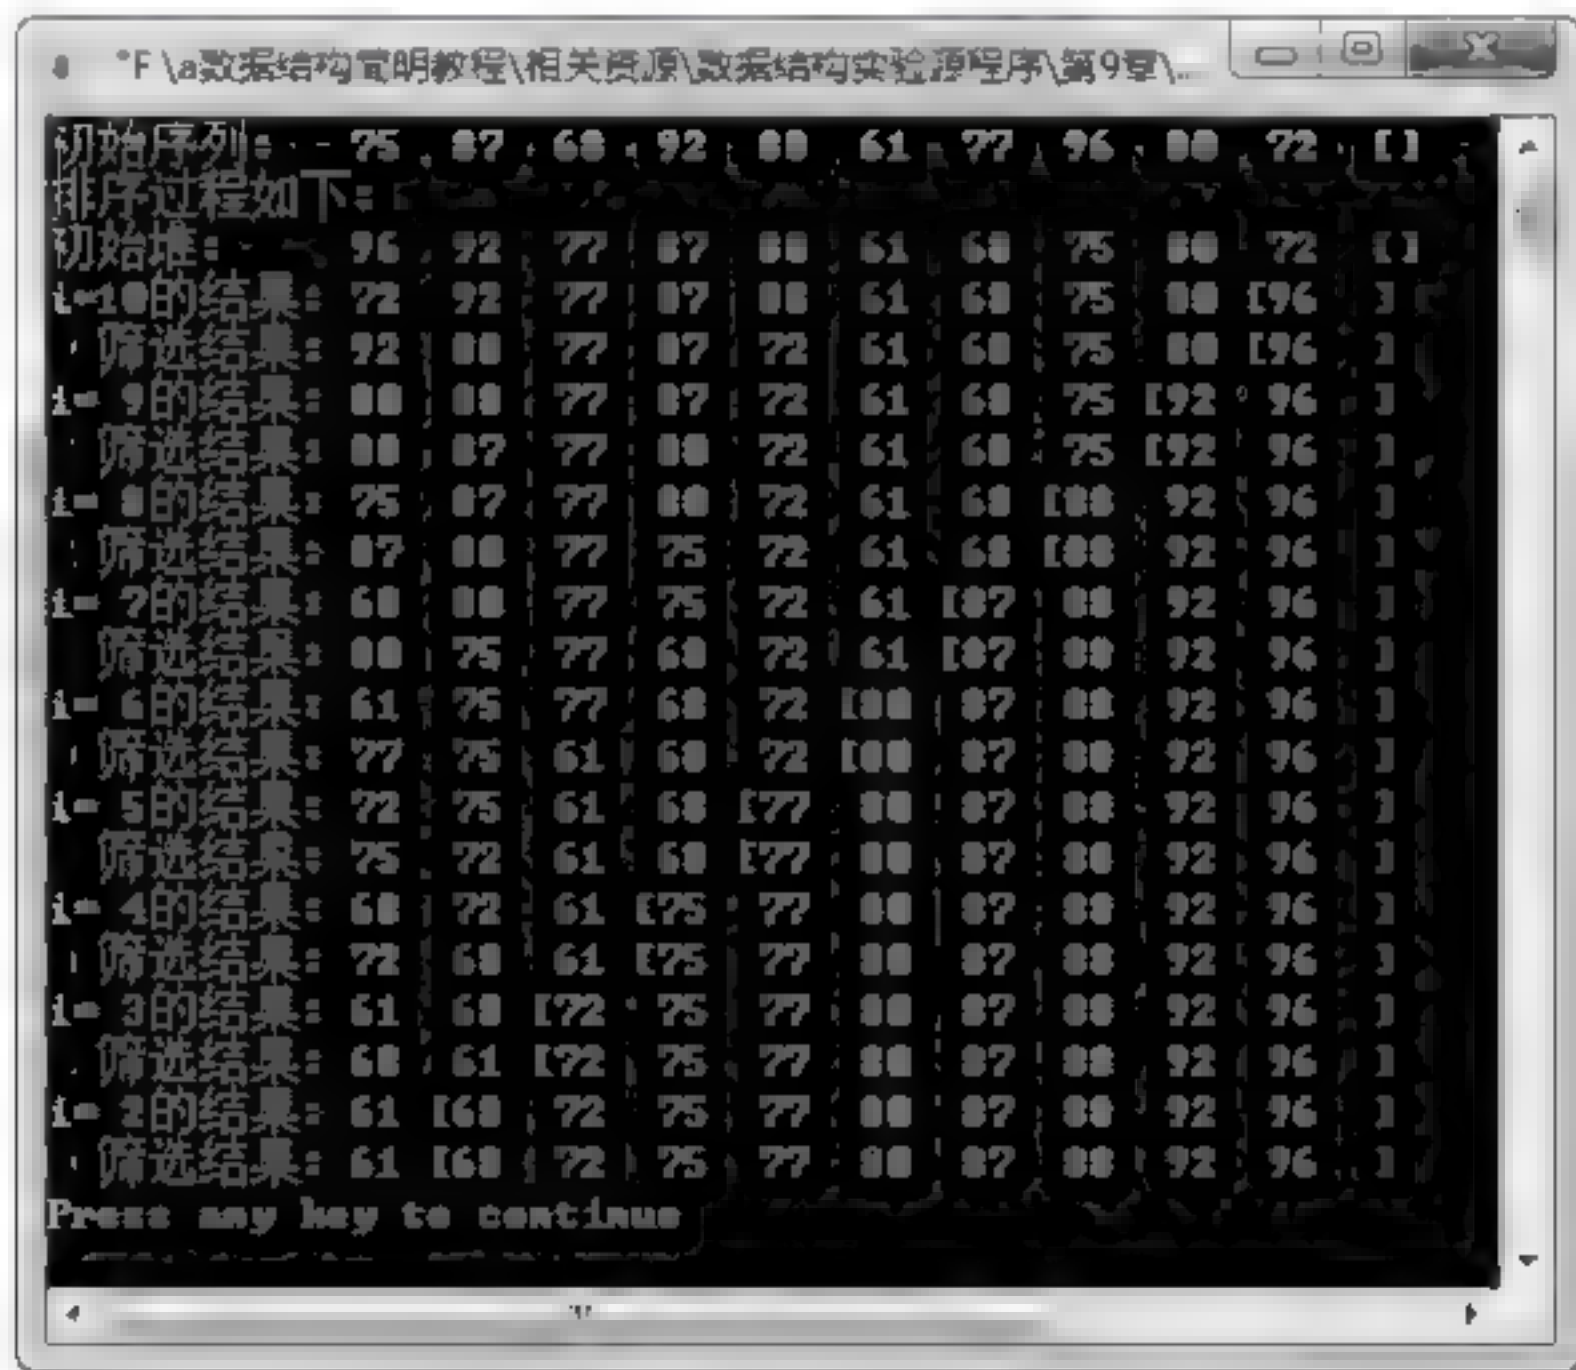 "F:\a数据结构简明教程\相关资源\数据结构实验源程序\第9章\...
初始序列: 75 87 68 92 88 61 77 96 80 72 []
排序过程如下:
初始堆: 96 92 77 87 88 61 68 75 80 72 []
i=10的结果: 72 92 77 87 88 61 68 75 80 [96 ]
筛选结果: 92 88 77 87 72 61 68 75 80 [96 ]
i= 9的结果: 80 88 77 87 72 61 68 75 [92 96 ]
筛选结果: 88 87 77 80 72 61 68 75 [92 96 ]
i= 8的结果: 75 87 77 80 72 61 68 [88 92 96 ]
筛选结果: 87 80 77 75 72 61 68 [88 92 96 ]
i= 7的结果: 68 80 77 75 72 61 [87 88 92 96 ]
筛选结果: 80 75 77 68 72 61 [87 88 92 96 ]
i= 6的结果: 61 75 77 68 72 [80 87 88 92 96 ]
筛选结果: 77 75 61 68 72 [80 87 88 92 96 ]
i= 5的结果: 72 75 61 68 [77 80 87 88 92 96 ]
筛选结果: 75 72 61 68 [77 80 87 88 92 96 ]
i= 4的结果: 68 72 61 [75 77 80 87 88 92 96 ]
筛选结果: 72 68 61 [75 77 80 87 88 92 96 ]
i= 3的结果: 61 68 [72 75 77 80 87 88 92 96 ]
筛选结果: 68 61 [72 75 77 80 87 88 92 96 ]
i= 2的结果: 61 [68 72 75 77 80 87 88 92 96 ]
筛选结果: 61 [68 72 75 77 80 87 88 92 96 ]
Press any key to continue